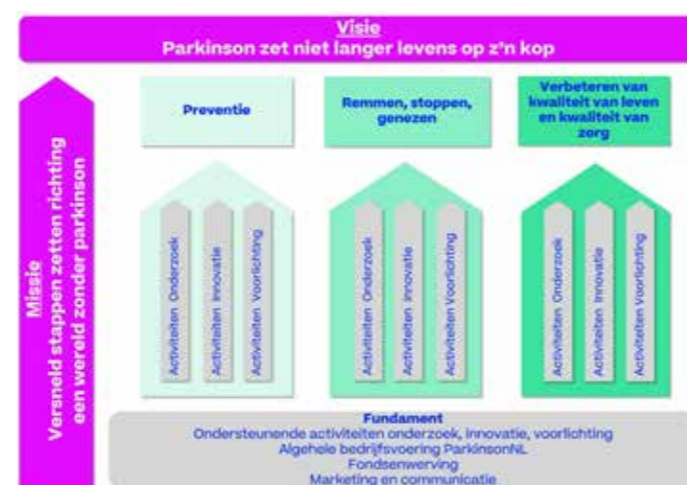 Visie
Parkinson zet niet langer levens op z'n kop
Missie
Versneld stappen zetten richting
een wereld zonder parkinson
Preventie
Remmen, stoppen,
genezen
Verbeteren van
kwaliteit van leven
en kwaliteit van
zorg
Activiteiten Onderzoek
Activiteiten Innovatie
Activiteiten Voorlichting
Activiteiten Onderzoek
Activiteiten Innovatie
Activiteiten Voorlichting
Activiteiten Onderzoek
Activiteiten Innovatie
Activiteiten Voorlichting
Fundament
Ondersteunende activiteiten onderzoek, innovatie, voorlichting
Algehele bedrijfsvoering ParkinsonNL
Fondsenwerving
Marketing en communicatie